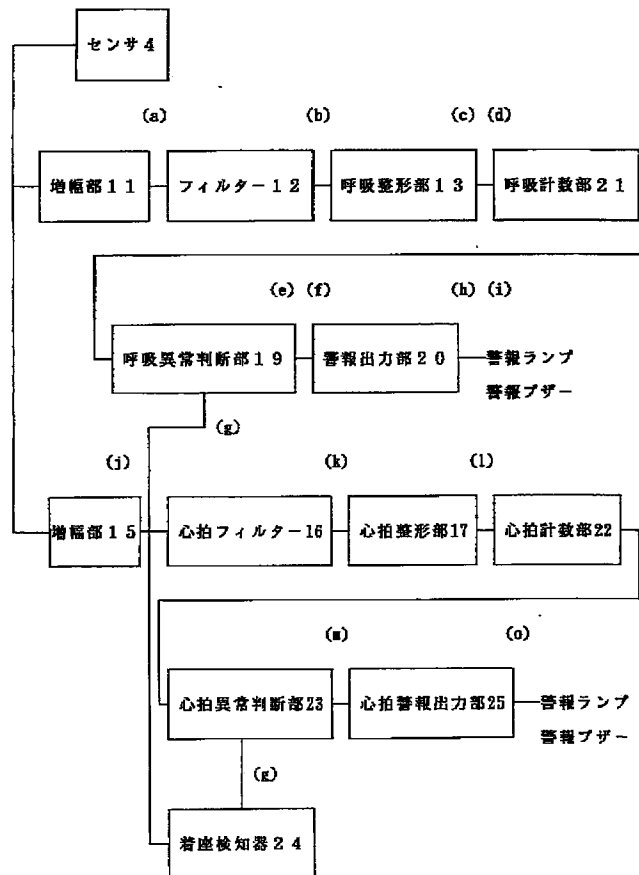 センサ4
(a) (b) (c) (d)
増幅部11 フィルター12 呼吸整形部13 呼吸計数部21
(e) (f) (h) (i)
呼吸異常判断部19 警報出力部20 警報ランプ
警報ブザー
(g)
(j) (k) (l)
増幅部15 心拍フィルター16 心拍整形部17 心拍計数部22
(m) (o)
心拍異常判断部23 心拍警報出力部25 警報ランプ
警報ブザー
(g)
着座検知器24